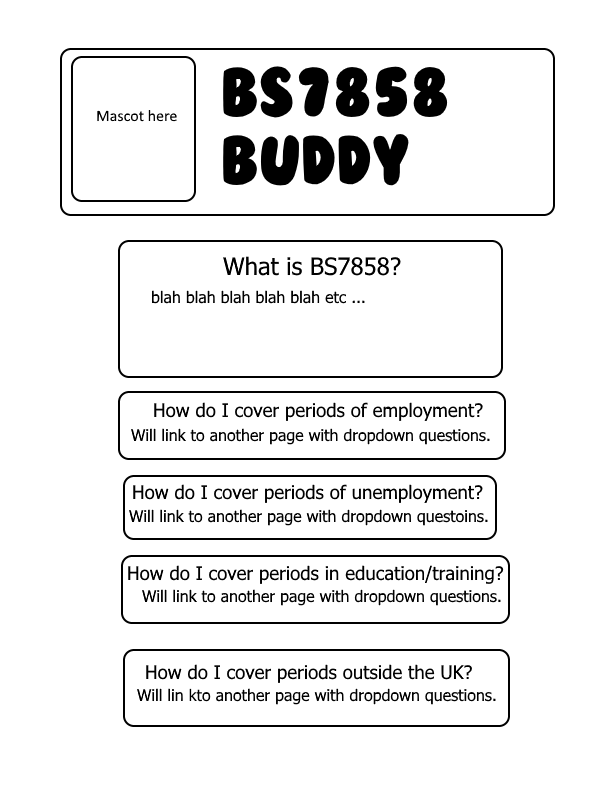 Mascot here
BS7858
BUDDY
What is BS7858?
blah blah blah blah blah etc ...
How do I cover periods of employment?
Will link to another page with dropdown questions.
How do I cover periods of unemployment?
Will link to another page with dropdown questoins.
How do I cover periods in education/training?
Will link to another page with dropdown questions.
How do I cover periods outside the UK?
Will lin kto another page with dropdown questions.